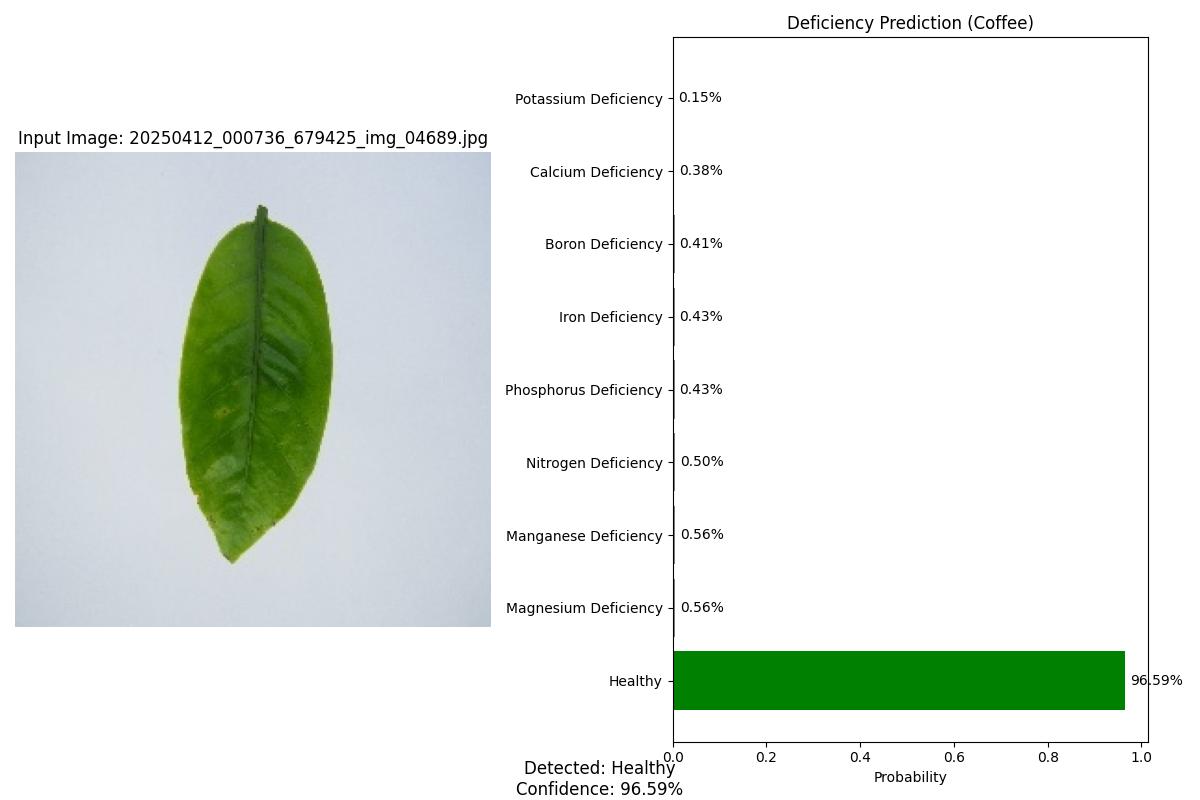 Input Image: 20250412_000736_679425_img_04689.jpg
Deficiency Prediction (Coffee)
Potassium Deficiency 0.15%
Calcium Deficiency 0.38%
Boron Deficiency 0.41%
Iron Deficiency 0.43%
Phosphorus Deficiency 0.43%
Nitrogen Deficiency 0.50%
Manganese Deficiency 0.56%
Magnesium Deficiency 0.56%
Healthy 96.59%
0.0 0.2 0.4 0.6 0.8 1.0
Probability
Detected: Healthy
Confidence: 96.59%